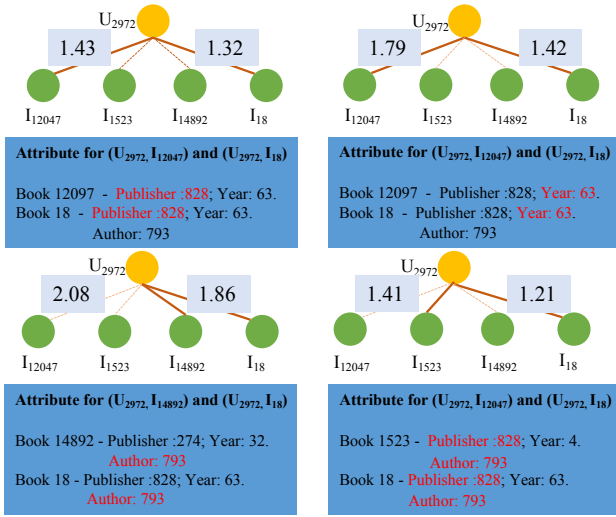 U2972
1.43 1.32
I12047 I1523 I14892 I18
Attribute for (U2972, I12047) and (U2972, I18)
Book 12097 - Publisher :828; Year: 63.
Book 18 - Publisher :828; Year: 63.
Author: 793
U2972
1.79 1.42
I12047 I1523 I14892 I18
Attribute for (U2972, I12047) and (U2972, I18)
Book 12097 - Publisher :828; Year: 63.
Book 18 - Publisher :828; Year: 63.
Author: 793
U2972
2.08 1.86
I12047 I1523 I14892 I18
Attribute for (U2972, I14892) and (U2972, I18)
Book 14892 - Publisher :274; Year: 32.
Author: 793
Book 18 - Publisher :828; Year: 63.
Author: 793
U2972
1.41 1.21
I12047 I1523 I14892 I18
Attribute for (U2972, I12047) and (U2972, I18)
Book 1523 - Publisher :828; Year: 4.
Author: 793
Book 18 - Publisher :828; Year: 63.
Author: 793